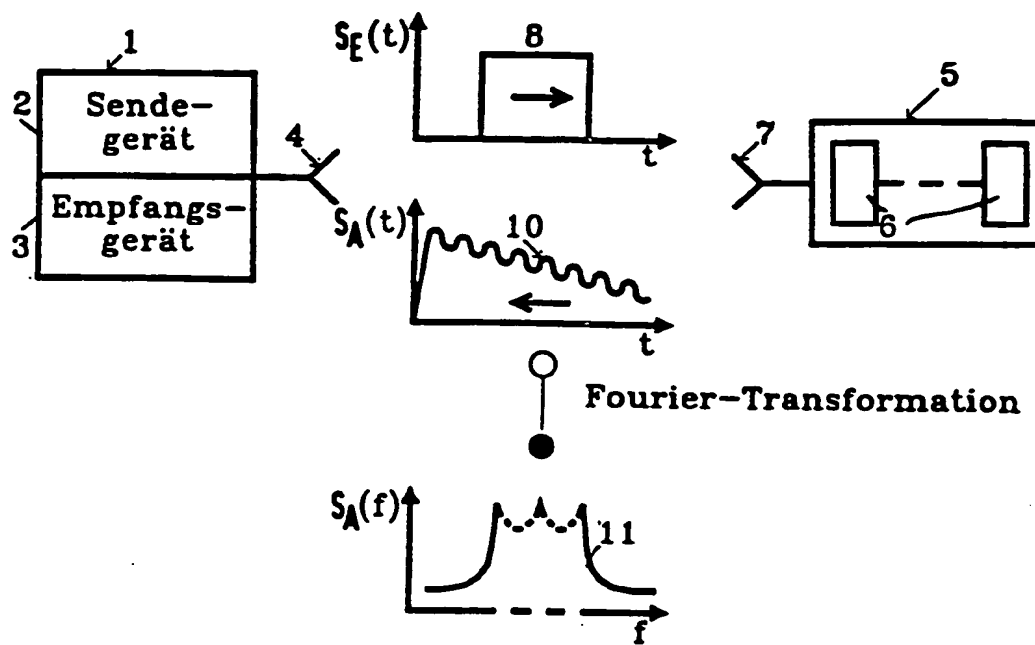 1
2
Sende-
gerät
3
Empfangs-
gerät
4
S_E(t)
8
t
S_A(t)
10
t
5
7
6
Fourier-Transformation
S_A(f)
11
f